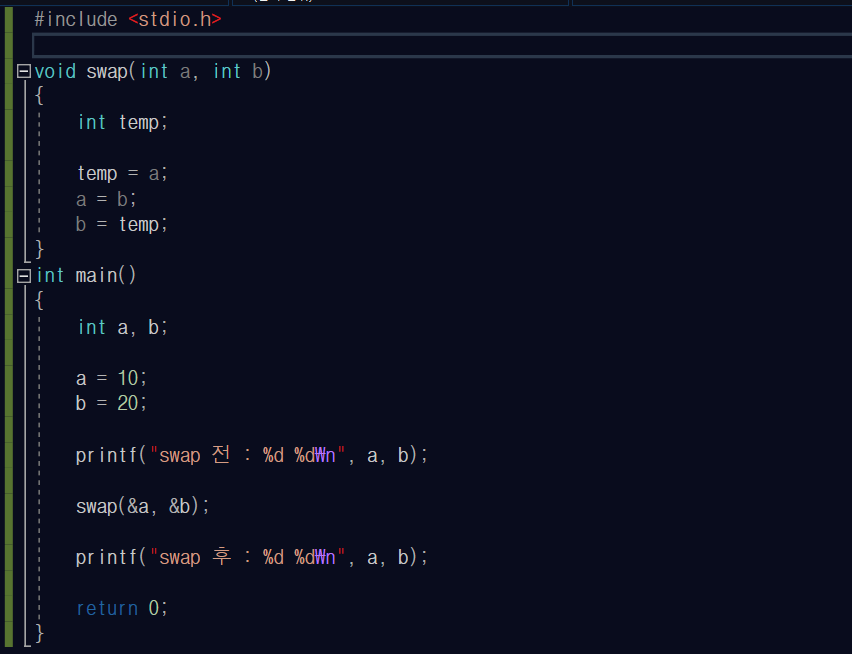 #include <stdio.h>
void swap(int a, int b)
{
int temp;
temp = a;
a = b;
b = temp;
}
int main()
{
int a, b;
a = 10;
b = 20;
printf("swap 전 : %d %d₩n", a, b);
swap(&a, &b);
printf("swap 후 : %d %d₩n", a, b);
return 0;
}